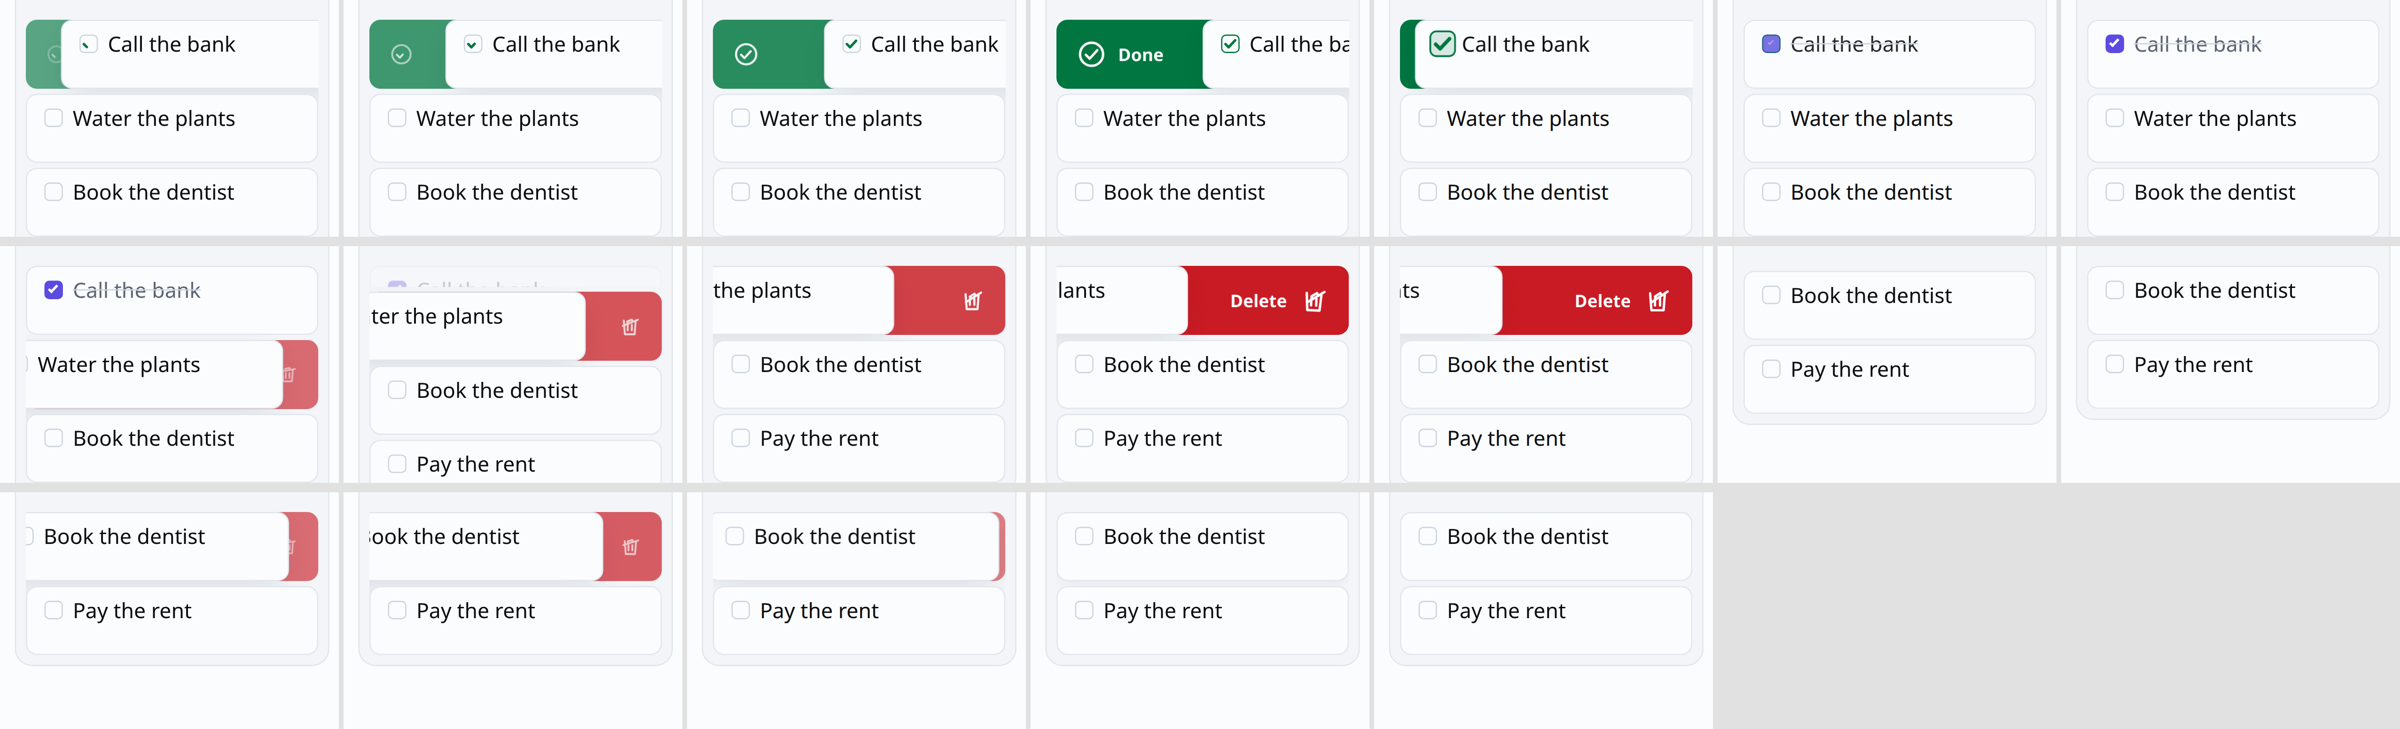 Call the bank
Water the plants
Book the dentist
Call the bank
Water the plants
Book the dentist
Call the bank
Water the plants
Book the dentist
Done Call the ba
Water the plants
Book the dentist
Call the bank
Water the plants
Book the dentist
Call the bank
Water the plants
Book the dentist
Call the bank
Water the plants
Book the dentist
Call the bank
Water the plants
Book the dentist
Call the bank
ter the plants
Book the dentist
Pay the rent
the plants
Book the dentist
Pay the rent
lants Delete
Book the dentist
Pay the rent
ts Delete
Book the dentist
Pay the rent
Book the dentist
Pay the rent
Book the dentist
Pay the rent
Book the dentist
Pay the rent
ook the dentist
Pay the rent
Book the dentist
Pay the rent
Book the dentist
Pay the rent
Book the dentist
Pay the rent